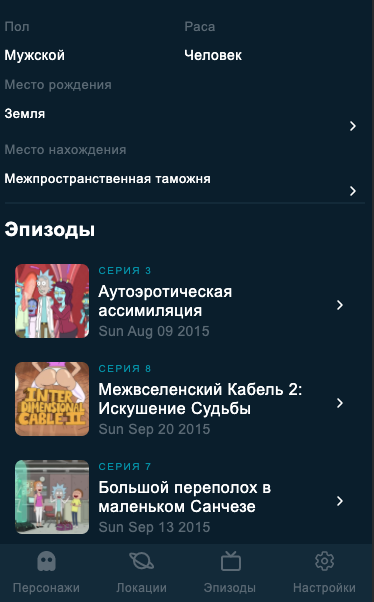 Пол Раса
Мужской Человек
Место рождения
Земля
Место нахождения
Межпространственная таможня
Эпизоды
СЕРИЯ 3
Аутоэротическая
ассимиляция
Sun Aug 09 2015
INTER
DIMENSIONAL
CABLE II
СЕРИЯ 8
Межвселенский Кабель 2:
Искушение Судьбы
Sun Sep 20 2015
СЕРИЯ 7
Большой переполох в
маленьком Санчезе
Sun Sep 13 2015
Персонажи Локации Эпизоды Настройки